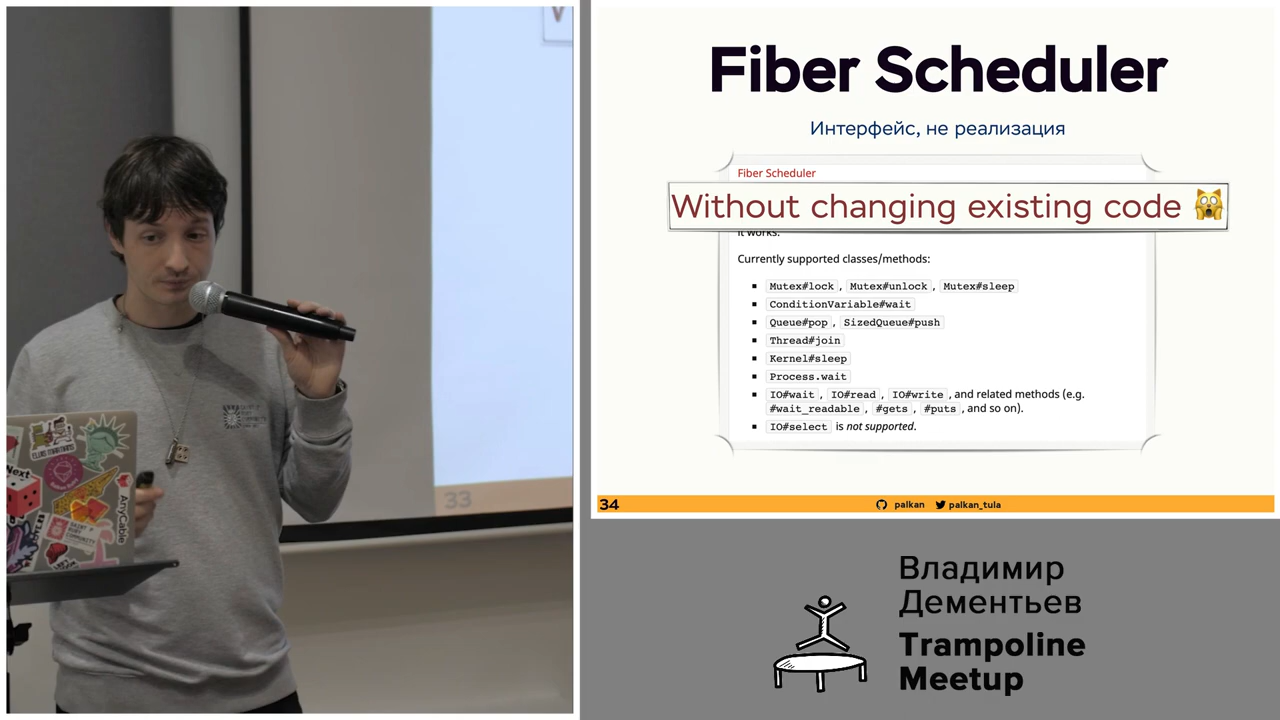 Fiber Scheduler
Интерфейс, не реализация
Fiber Scheduler
Without changing existing code 🙀
it works.
Currently supported classes/methods:
▪ Mutex#lock , Mutex#unlock , Mutex#sleep
▪ ConditionVariable#wait
▪ Queue#pop , SizedQueue#push
▪ Thread#join
▪ Kernel#sleep
▪ Process.wait
▪ IO#wait , IO#read , IO#write , and related methods (e.g.
#wait_readable , #gets , #puts , and so on).
▪ IO#select is not supported.
34
palkan
palkan_tula
33
Next
AnyCable
Владимир
Дементьев
Trampoline
Meetup